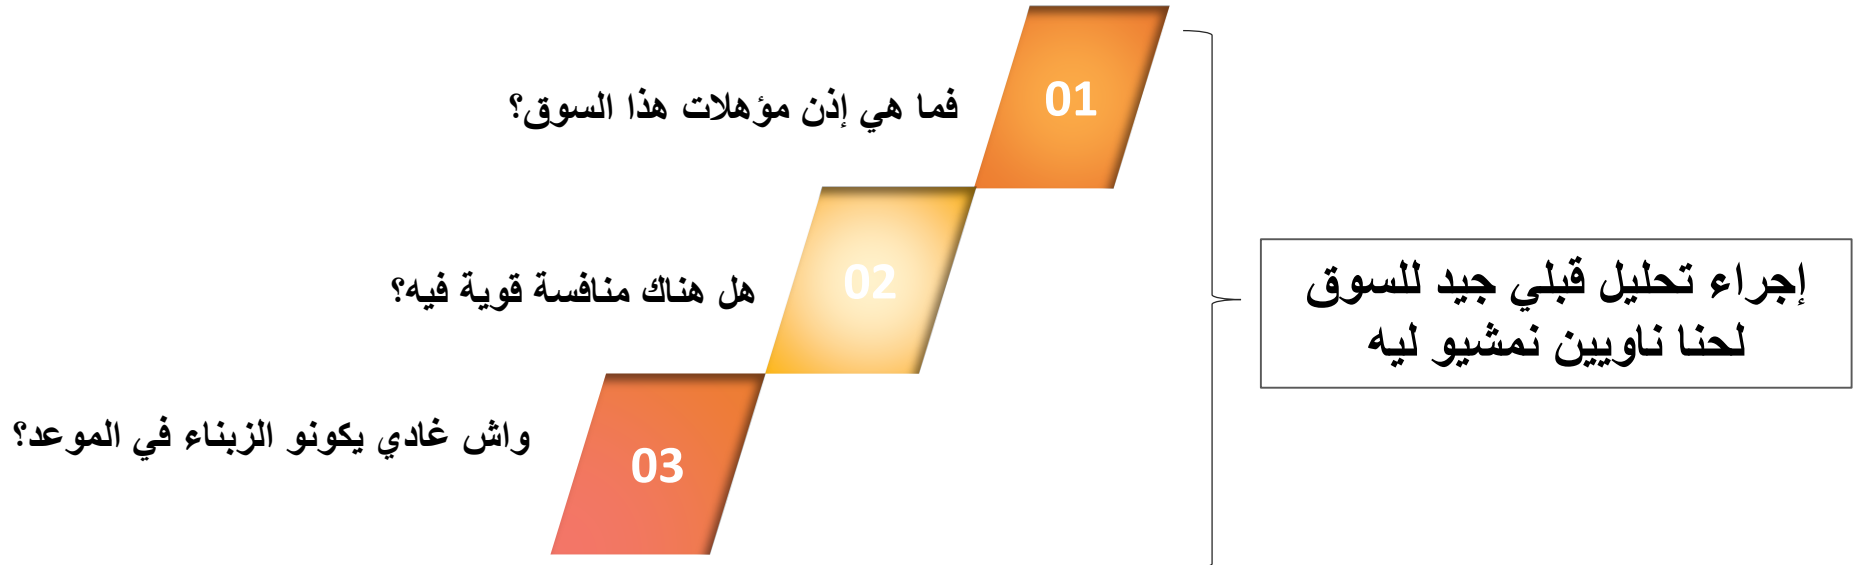 إجراء تحليل قبلي جيد للسوق
لحنا ناويين نمشيو ليه
01
فما هي إذن مؤهلات هذا السوق؟
02
هل هناك منافسة قوية فيه؟
03
واش غادي يكونو الزبناء في الموعد؟